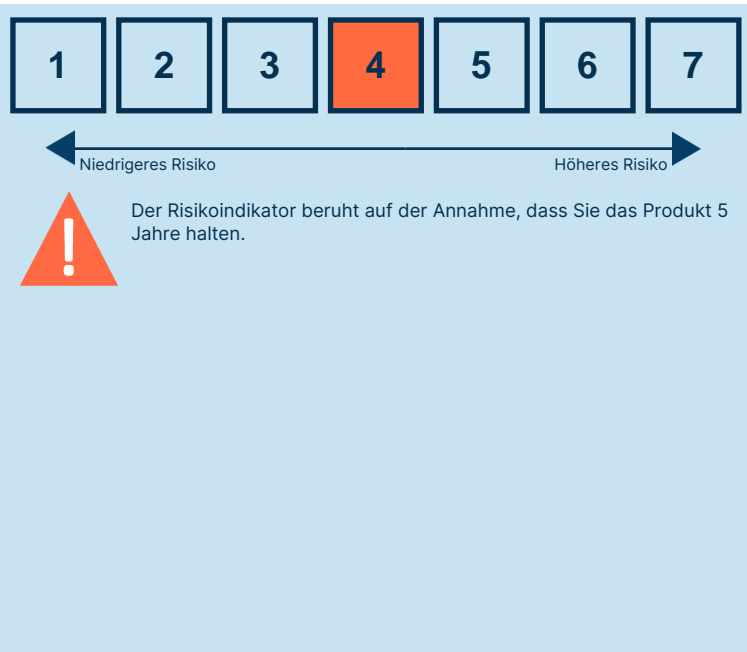 1 2 3 4 5 6 7
Niedrigeres Risiko Höheres Risiko
!
Der Risikoindikator beruht auf der Annahme, dass Sie das Produkt 5
Jahre halten.